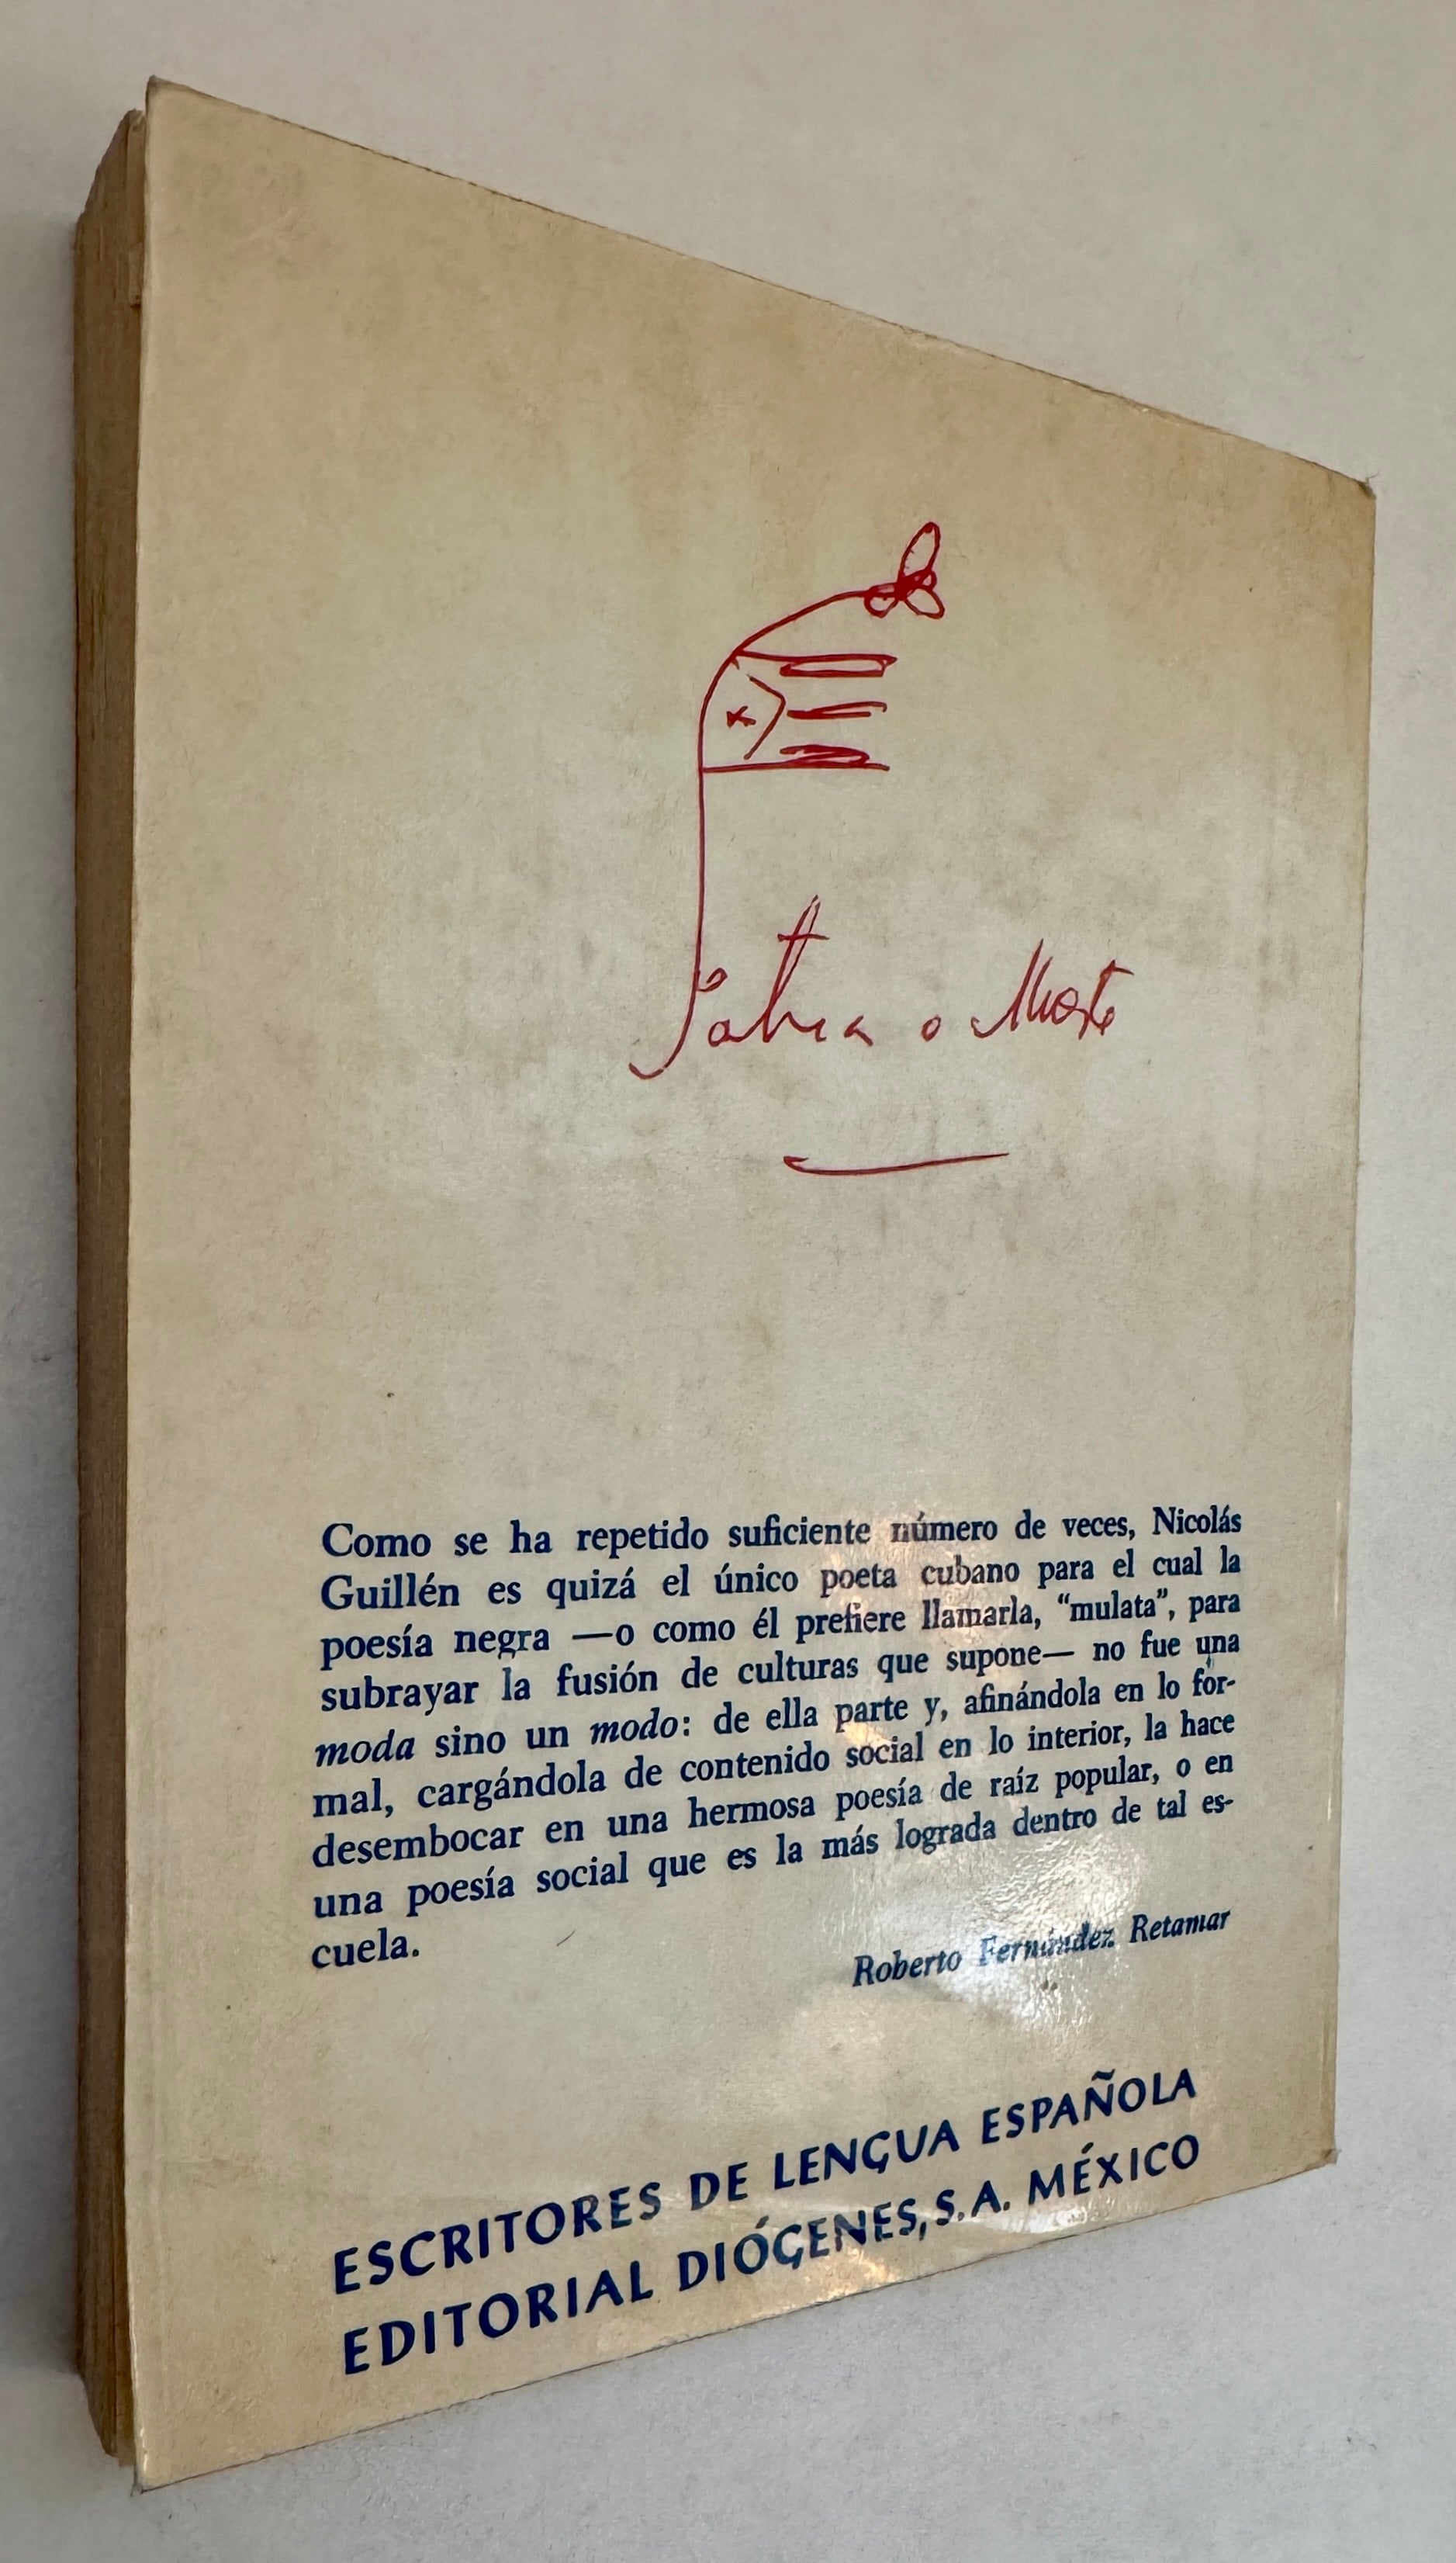 Patria o Muerte
Como se ha repetido suficiente número de veces, Nicolás
Guillén es quizá el único poeta cubano para el cual la
poesía negra —o como él prefiere llamarla, “mulata”, para
subrayar la fusión de culturas que supone— no fue una
moda sino un modo: de ella parte y, afinándola en lo for-
mal, cargándola de contenido social en lo interior, la hace
desembocar en una hermosa poesía de raíz popular, o en
una poesía social que es la más lograda dentro de tal es-
cuela.
Roberto Fernández Retamar
ESCRITORES DE LENGUA ESPAÑOLA
EDITORIAL DIÓGENES, S.A. MÉXICO